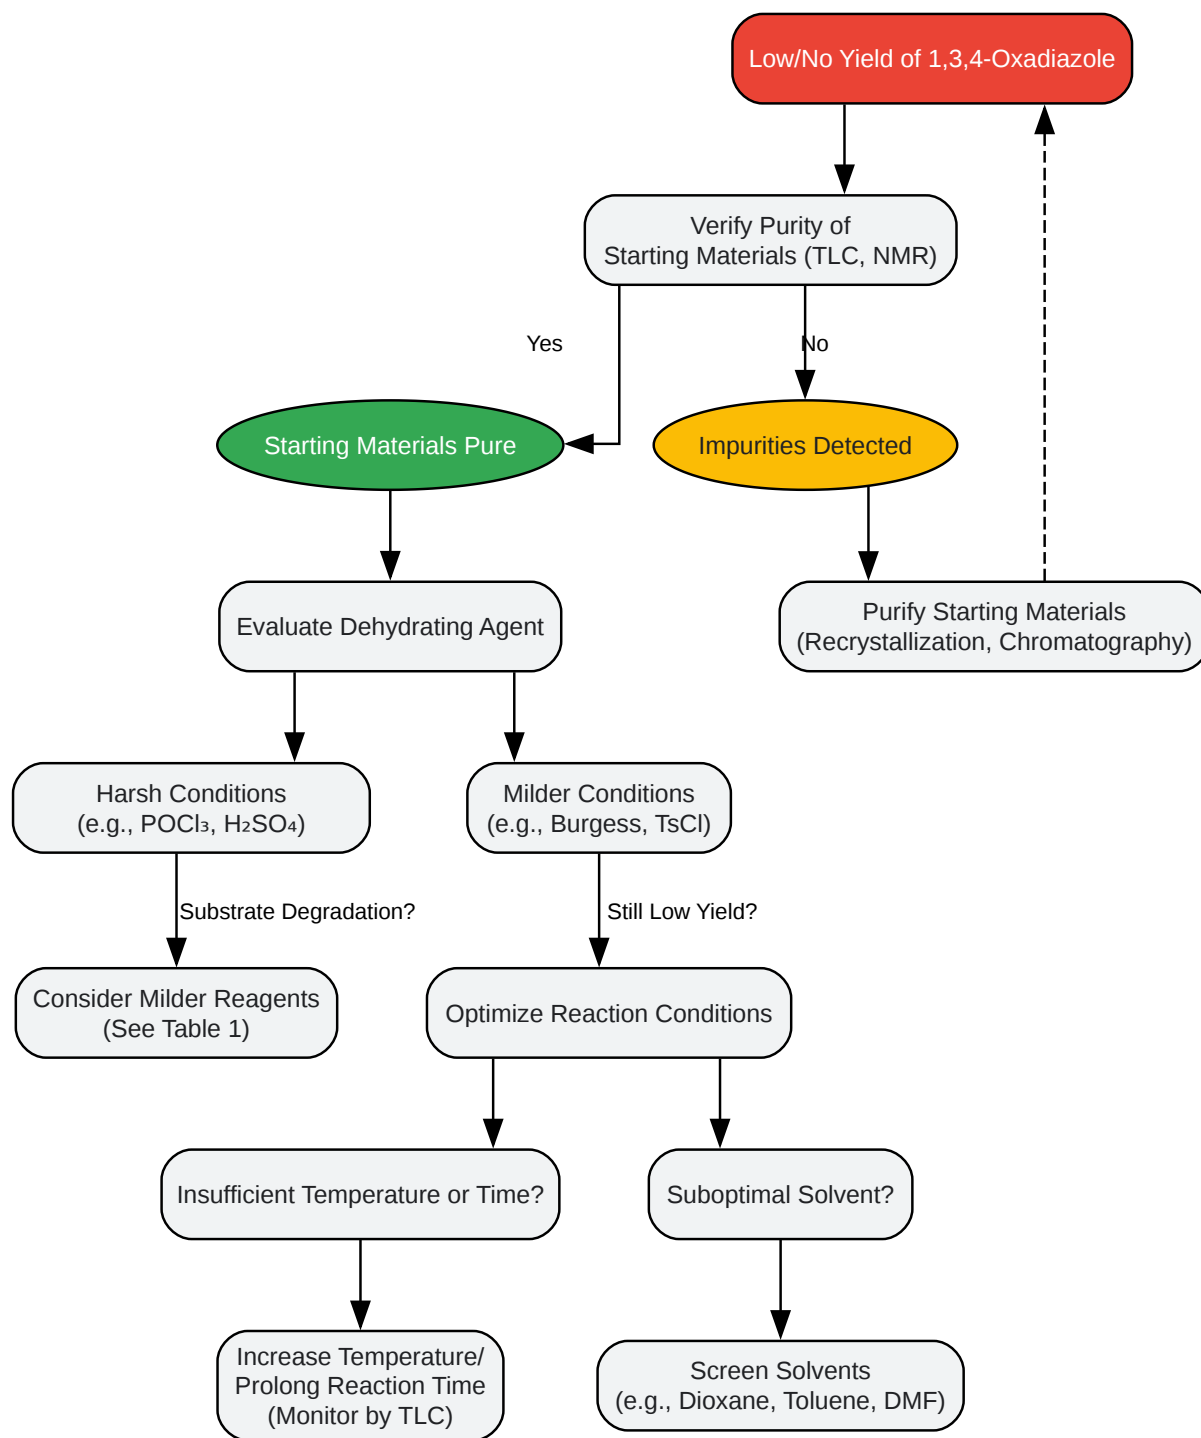 Low/No Yield of 1,3,4-Oxadiazole
Verify Purity of
Starting Materials (TLC, NMR)
Yes
No
Starting Materials Pure
Impurities Detected
Evaluate Dehydrating Agent
Purify Starting Materials
(Recrystallization, Chromatography)
Harsh Conditions
(e.g., POCl₃, H₂SO₄)
Milder Conditions
(e.g., Burgess, TsCl)
Substrate Degradation?
Still Low Yield?
Consider Milder Reagents
(See Table 1)
Optimize Reaction Conditions
Insufficient Temperature or Time?
Suboptimal Solvent?
Increase Temperature/
Prolong Reaction Time
(Monitor by TLC)
Screen Solvents
(e.g., Dioxane, Toluene, DMF)